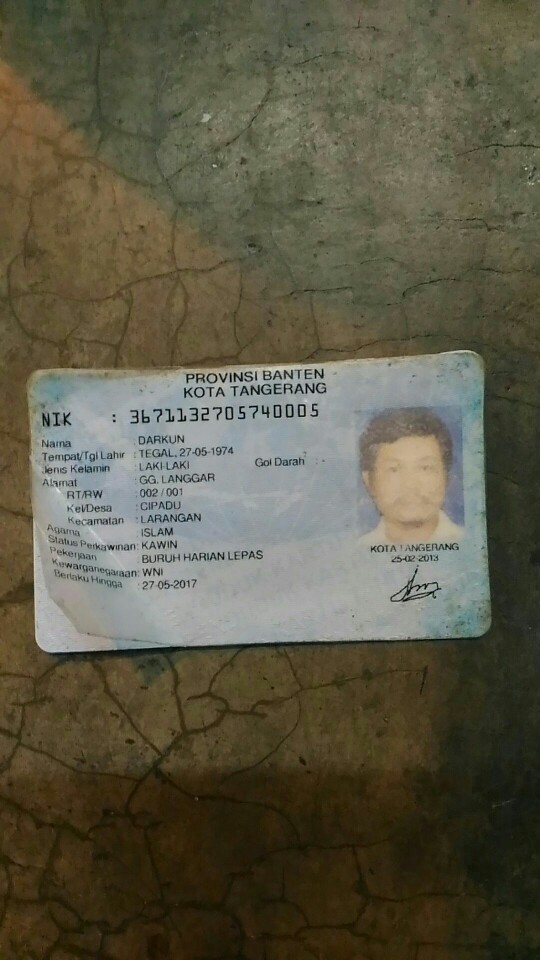 PROVINSI BANTEN
KOTA TANGERANG
NIK : 3671132705740005
Nama : DARKUN
Tempat/Tgl Lahir : TEGAL, 27-05-1974
Jenis Kelamin : LAKI-LAKI Gol Darah : -
Alamat : GG. LANGGAR
RT/RW : 002 / 001
Kel/Desa : CIPADU
Kecamatan : LARANGAN
Agama : ISLAM
Status Perkawinan: KAWIN
Pekerjaan : BURUH HARIAN LEPAS
Kewarganegaraan: WNI
Berlaku Hingga : 27-05-2017
KOTA TANGERANG
25-02-2013